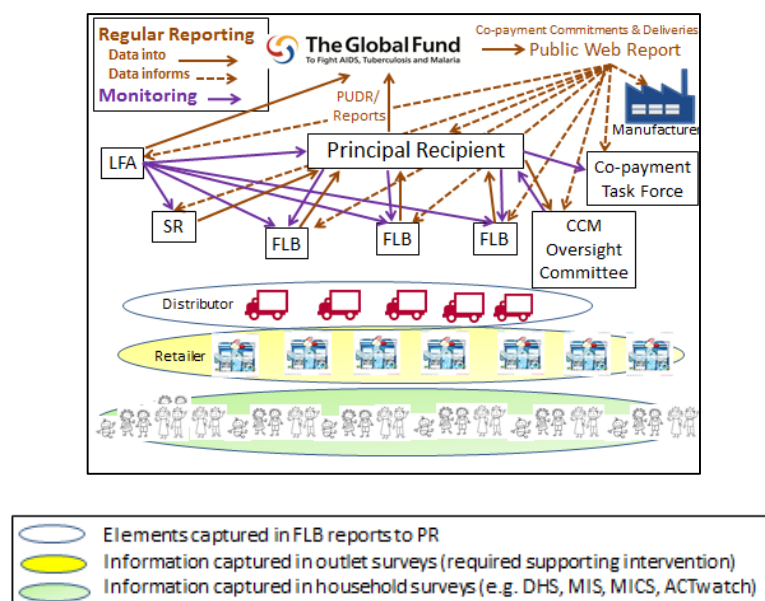 Regular Reporting
Data into
Data informs
Monitoring
The Global Fund
To Fight AIDS, Tuberculosis and Malaria
Co-payment Commitments & Deliveries
Public Web Report
PUDR/
Reports
Manufacturer
LFA
Principal Recipient
Co-payment
Task Force
SR
FLB
FLB
FLB
CCM
Oversight
Committee
Distributor
Retailer
Elements captured in FLB reports to PR
Information captured in outlet surveys (required supporting intervention)
Information captured in household surveys (e.g. DHS, MIS, MICS, ACTwatch)